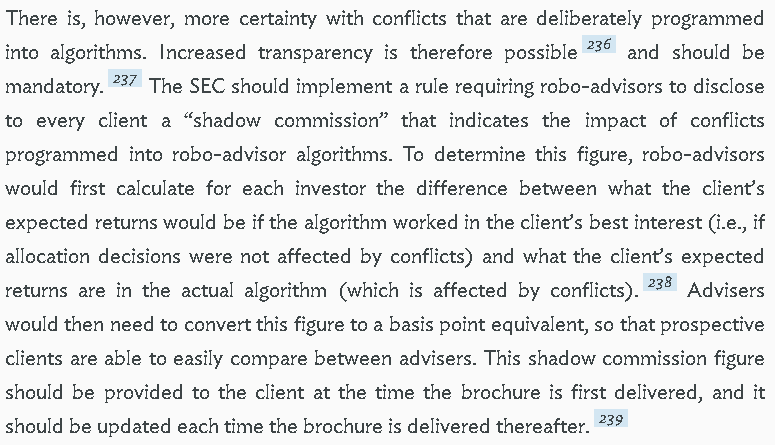 There is, however, more certainty with conflicts that are deliberately programmed
into algorithms. Increased transparency is therefore possible 236 and should be
mandatory. 237 The SEC should implement a rule requiring robo-advisors to disclose
to every client a “shadow commission” that indicates the impact of conflicts
programmed into robo-advisor algorithms. To determine this figure, robo-advisors
would first calculate for each investor the difference between what the client’s
expected returns would be if the algorithm worked in the client’s best interest (i.e., if
allocation decisions were not affected by conflicts) and what the client’s expected
returns are in the actual algorithm (which is affected by conflicts). 238 Advisers
would then need to convert this figure to a basis point equivalent, so that prospective
clients are able to easily compare between advisers. This shadow commission figure
should be provided to the client at the time the brochure is first delivered, and it
should be updated each time the brochure is delivered thereafter. 239